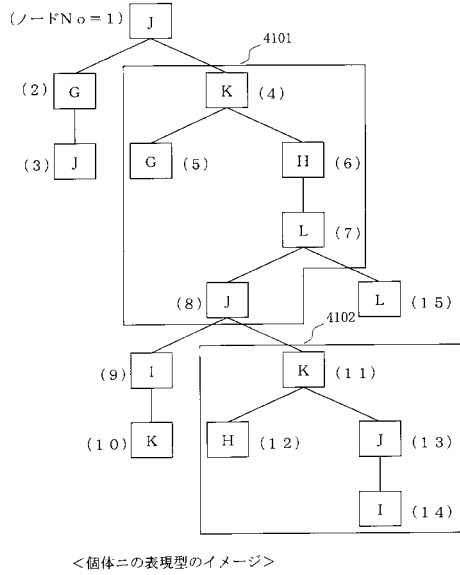 (ノードNo=1) J
4101
(2) G K (4)
(3) J G (5) H (6)
L (7)
(8) J L (15)
4102
(9) I K (11)
(10) K H (12) J (13)
I (14)
<個体ニの表現型のイメージ>